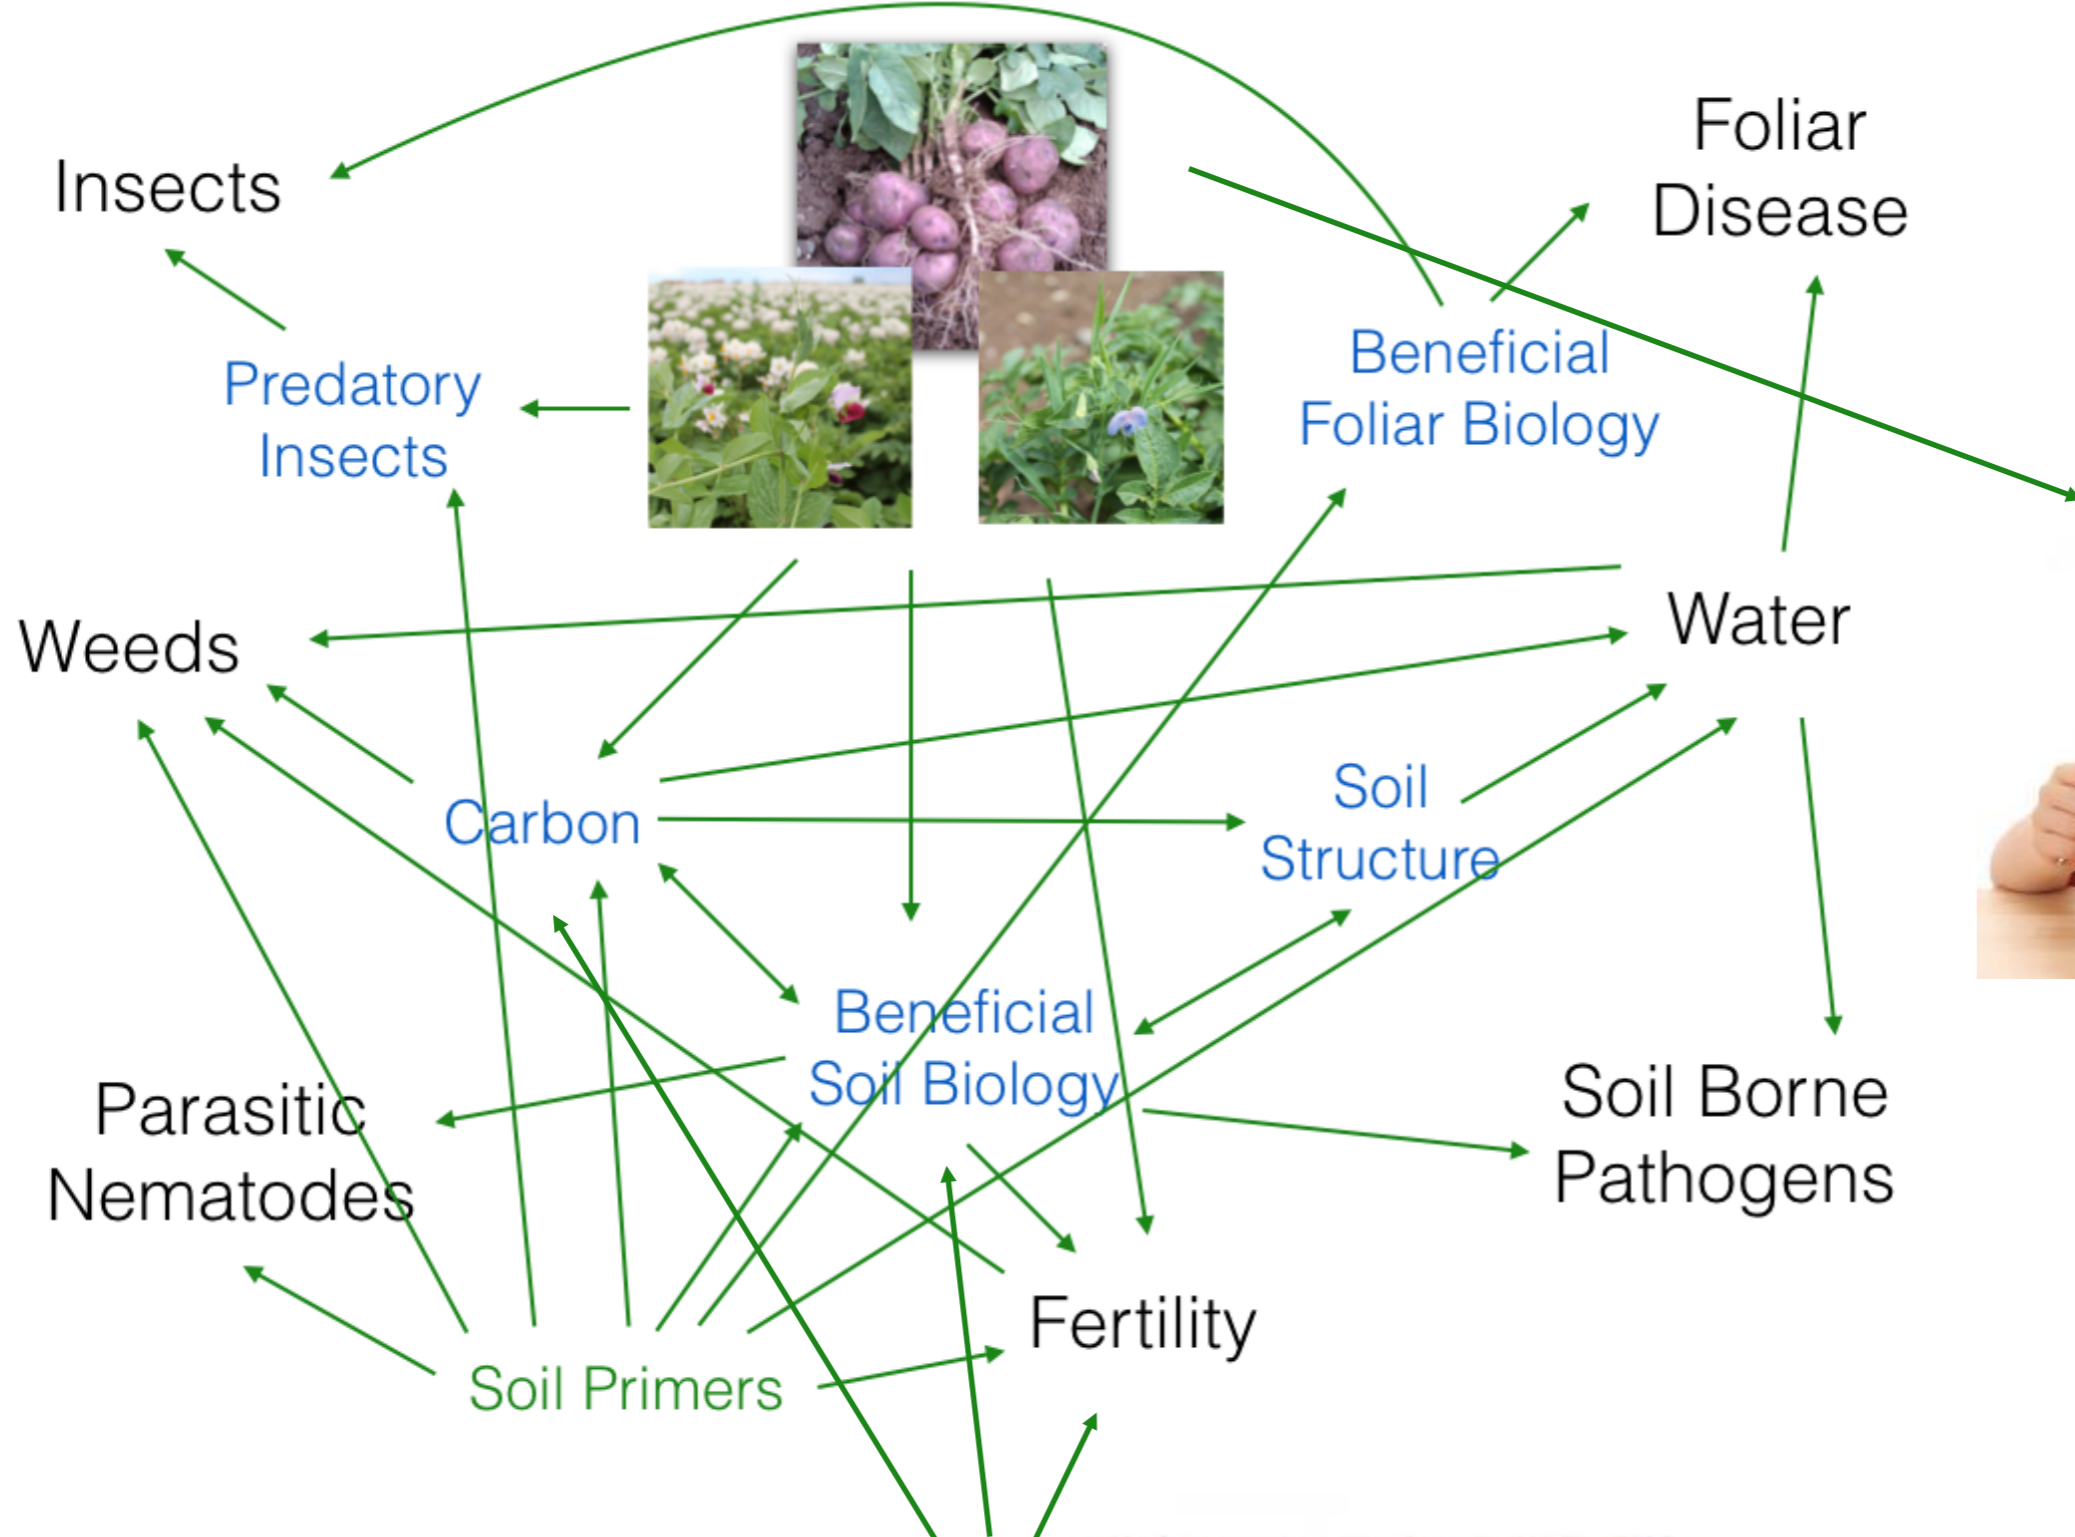 Insects
Foliar
Disease
Predatory
Insects
Beneficial
Foliar Biology
Weeds
Water
Carbon
Soil
Structure
Beneficial
Soil Biology
Parasitic
Nematodes
Soil Borne
Pathogens
Fertility
Soil Primers